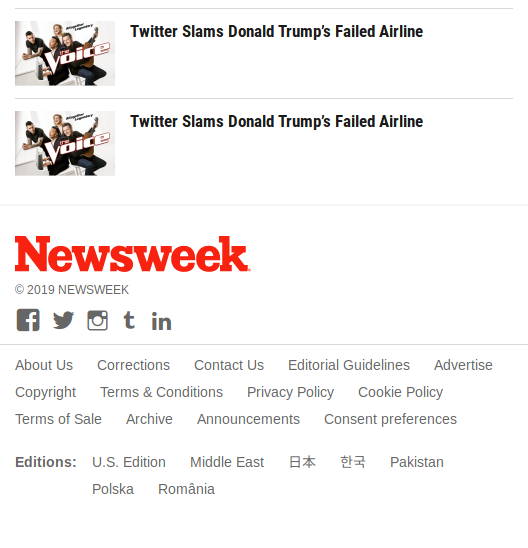 Twitter Slams Donald Trump's Failed Airline
THE Voice
Twitter Slams Donald Trump's Failed Airline
THE Voice
Newsweek
© 2019 NEWSWEEK
About Us Corrections Contact Us Editorial Guidelines Advertise
Copyright Terms & Conditions Privacy Policy Cookie Policy
Terms of Sale Archive Announcements Consent preferences
Editions: U.S. Edition Middle East 日本 한국 Pakistan
Polska România